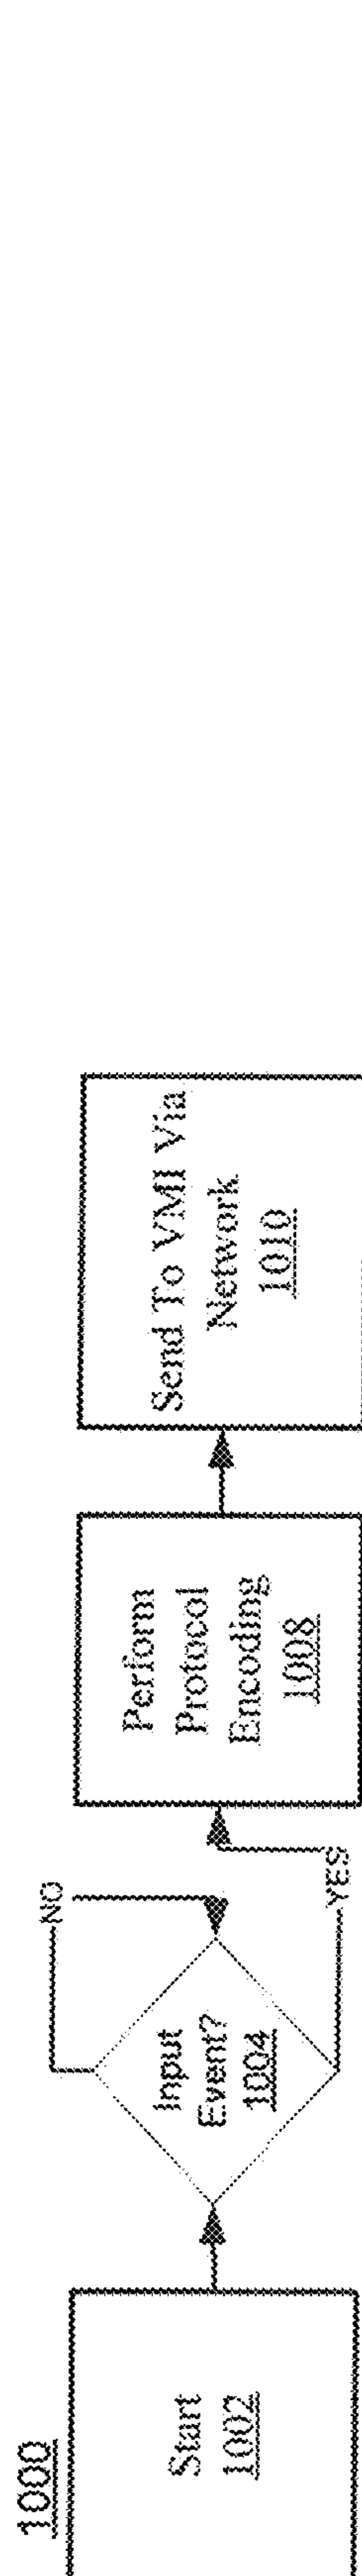 1000
Start
1002
Input
Event?
1004
NO
YES
Perform
Protocol
Encoding
1008
Send To VMI Via
Network
1010